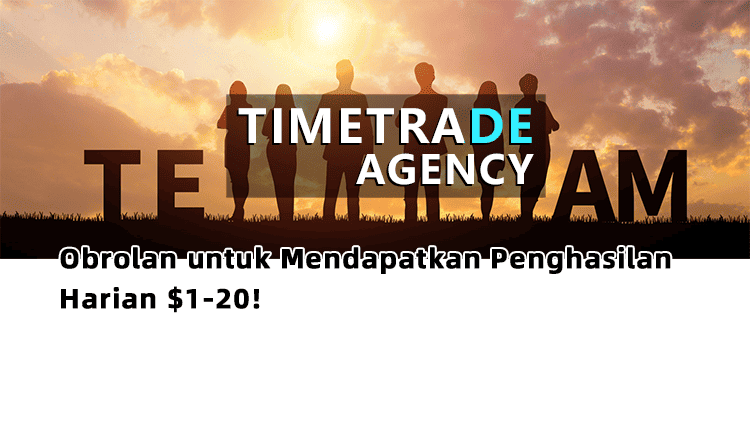 TIMETRADE
AGENCY
TE AM
Obrolan untuk Mendapatkan Penghasilan
Harian $1-20!